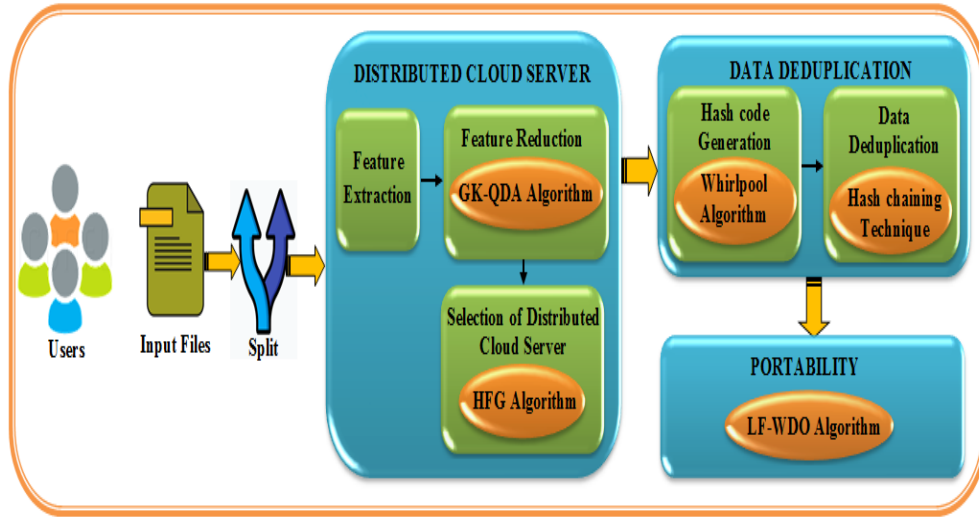 Users
Input Files
Split
DISTRIBUTED CLOUD SERVER
Feature
Extraction
Feature Reduction
GK-QDA Algorithm
Selection of Distributed
Cloud Server
HFG Algorithm
DATA DEDUPLICATION
Hash code
Generation
Whirlpool
Algorithm
Data
Deduplication
Hash chaining
Technique
PORTABILITY
LF-WDO Algorithm